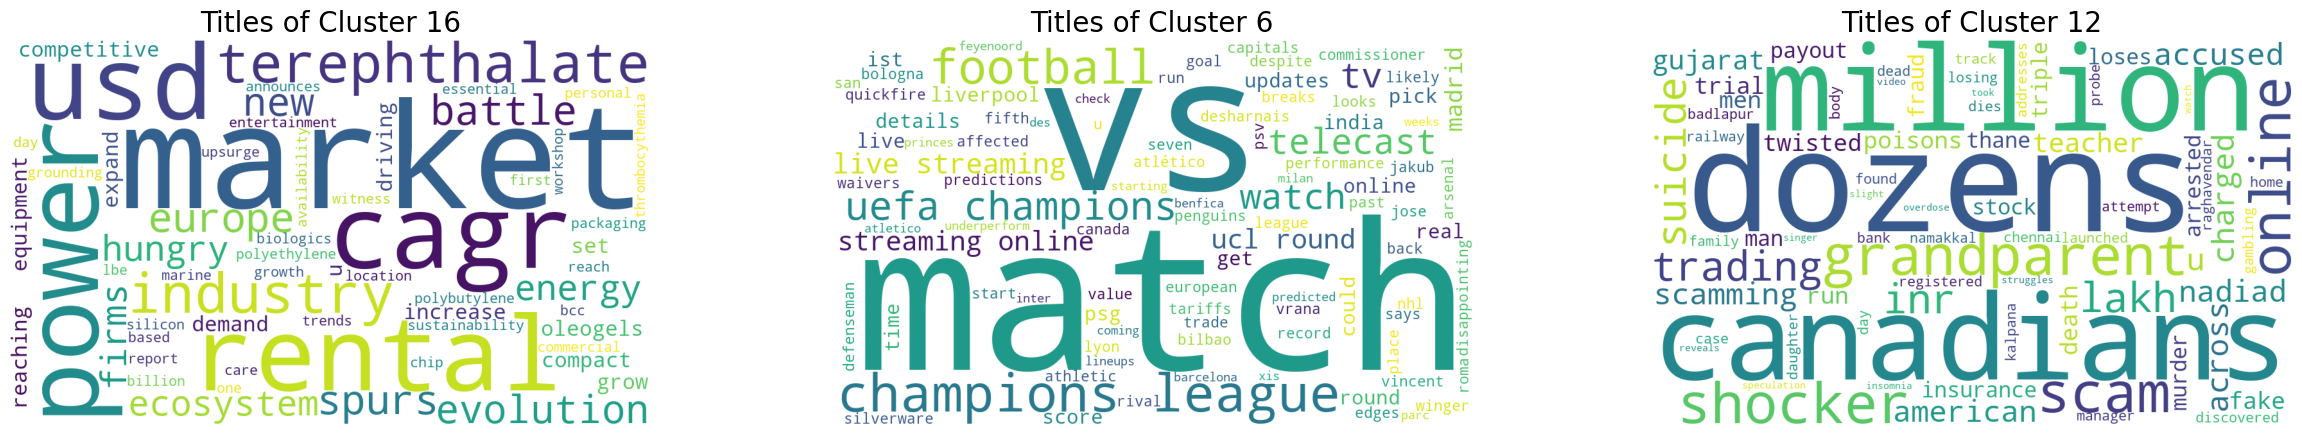 Titles of Cluster 16
competitive
usd
terephthalate
announces
new
essential
battle
personal
entertainment
market
power
expand
upsurge
availability
driving
first
workshop
thrombocythemia
day
grounding
equipment
witness
europe
cagr
packaging
hungry
biologics
polyethylene
u
set
lbe
marine
growth
location
reach
industry
energy
firms
polybutylene
increase
bcc
silicon
demand
trends
sustainability
oleogels
based
rental
commercial
report
chip
compact
reaching
billion
care
one
grow
ecosystem
spurs
evolution
Titles of Cluster 6
feyenoord
ist
football
goal
capitals
commissioner
despite
san
bologna
run
updates
tv
likely
madrid
quickfire
liverpool
vs
check
breaks
looks
pick
details
fifth
des
u
desharnais
india
weeks
live
princes
affected
seven
psv
telecast
live streaming
atlético
performance
jakub
waivers
predictions
starting
milan
watch
online
arsenal
uefa champions
benfica
penguins
past
jose
atletico
underperform
league
streaming online
canada
ucl round
real
get
back
match
start
inter
value
european
predicted
nhl
defenseman
time
psg
tariffs
vrana
could
says
coming
trade
record
romadisappointing
lyon
bilbao
place
lineups
athletic
barcelona
xis
vincent
champions league
rival
round
winger
silverware
score
edges
parc
Titles of Cluster 12
gujarat
payout
million
loses
accused
trial
dead
video
track
losing
addresses
triple
probe
men
body
fraud
took
dies
match
badlapur
suicide
railway
twisted
poisons
thane
teacher
online
dozens
found
slight
arrested
raghavendar
charged
home
overdose
stock
attempt
family
man
singer
bank
namakkal
chennai
launched
gambling
trading
grandparent
u
registered
struggles
scamming
run
inr
lakh
nadiad
canadians
case
reveals
daughter
day
kalpana
death
murder
across
speculation
insomnia
insurance
scam
fake
shocker
american
manager
discovered